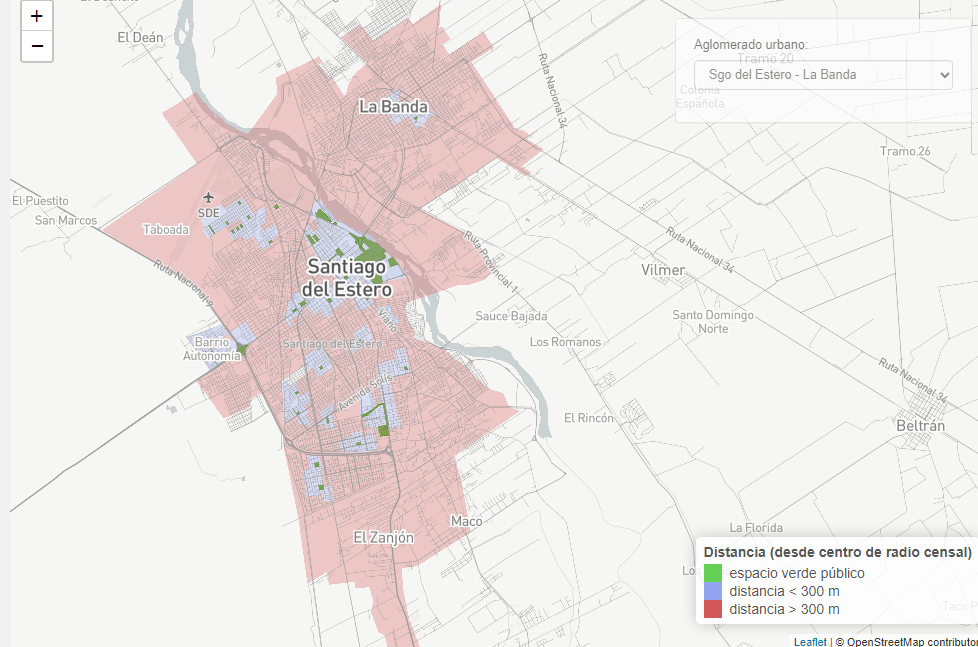 +
−
El Deán
La Banda
Ruta Nacional 34
Aglomerado urbano:
Tramo 20
Sgo del Estero - La Banda
Colonia
Española
Tramo 26
El Puestito
San Marcos
SDE
Taboada
Ruta Nacional 9
Santiago
del Estero
Ruta Provincial 1
Ruta Nacional 34
Vilmer
Viano
Sauce Bajada
Santo Domingo
Norte
Barrio
Autonomía
Santiago del Estero
Los Romanos
Avenida Solís
Ruta Nacional 34
El Rincón
Beltrán
Maco
El Zanjón
La Florida
Distancia (desde centro de radio censal)
espacio verde público
distancia < 300 m
distancia > 300 m
Leaflet | © OpenStreetMap contributor